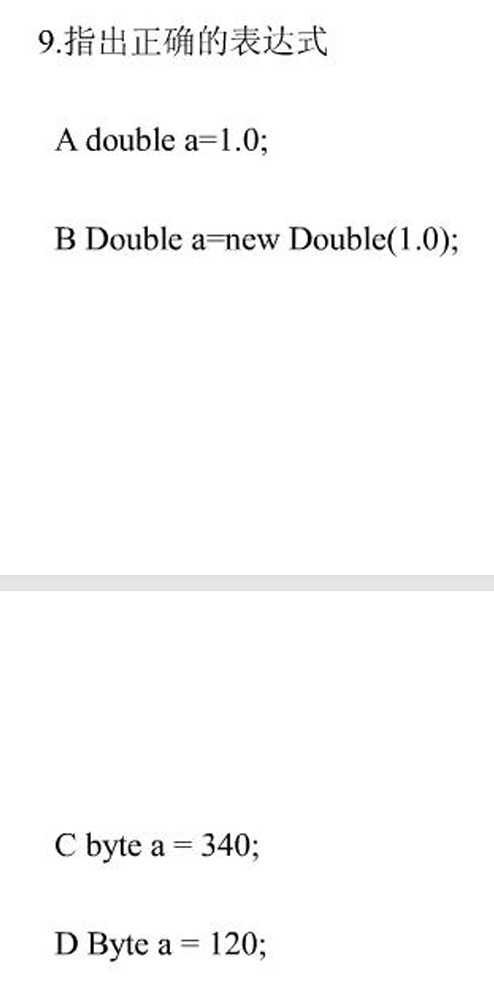 9.指出正确的表达式
A double a=1.0;
B Double a=new Double(1.0);
C byte a = 340;
D Byte a = 120;